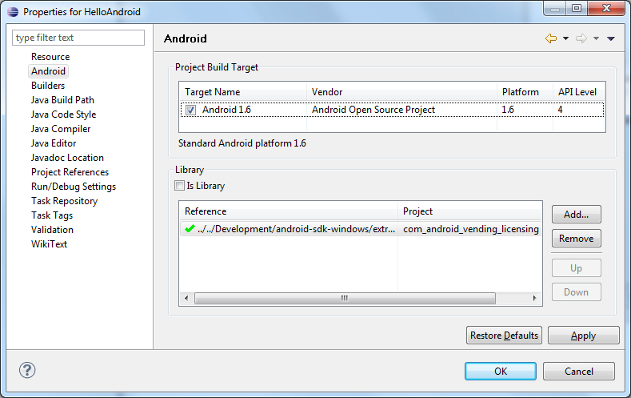 Properties for HelloAndroid
type filter text
Resource
Android
Builders
Java Build Path
Java Code Style
Java Compiler
Java Editor
Javadoc Location
Project References
Run/Debug Settings
Task Repository
Task Tags
Validation
WikiText
Android
Project Build Target
Target Name Vendor Platform API Level
Android 1.6 Android Open Source Project 1.6 4
Standard Android platform 1.6
Library
Is Library
Reference Project
../../Development/android-sdk-windows/extr... com_android_vending_licensing
Add...
Remove
Up
Down
Restore Defaults Apply
OK Cancel